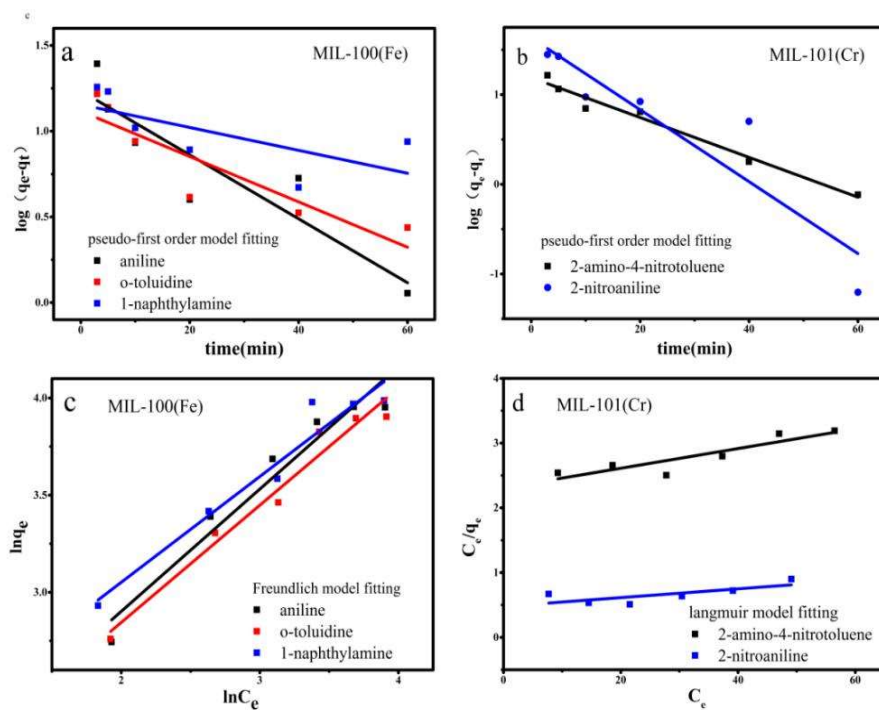 c
a
MIL-100(Fe)
1.5
1.0
0.5
0.0
log（qe-qt）
pseudo-first order model fitting
aniline
o-toluidine
1-naphthylamine
0
20
40
60
time(min)
b
MIL-101(Cr)
1
0
-1
log（qe-qt）
pseudo-first order model fitting
2-amino-4-nitrotoluene
2-nitroaniline
0
20
40
60
time(min)
c
MIL-100(Fe)
4.0
3.5
3.0
lnqe
Freundlich model fitting
aniline
o-toluidine
1-naphthylamine
2
3
4
lnCe
d
MIL-101(Cr)
4
3
2
1
0
Ce/qe
langmuir model fitting
2-amino-4-nitrotoluene
2-nitroaniline
0
20
40
60
Ce